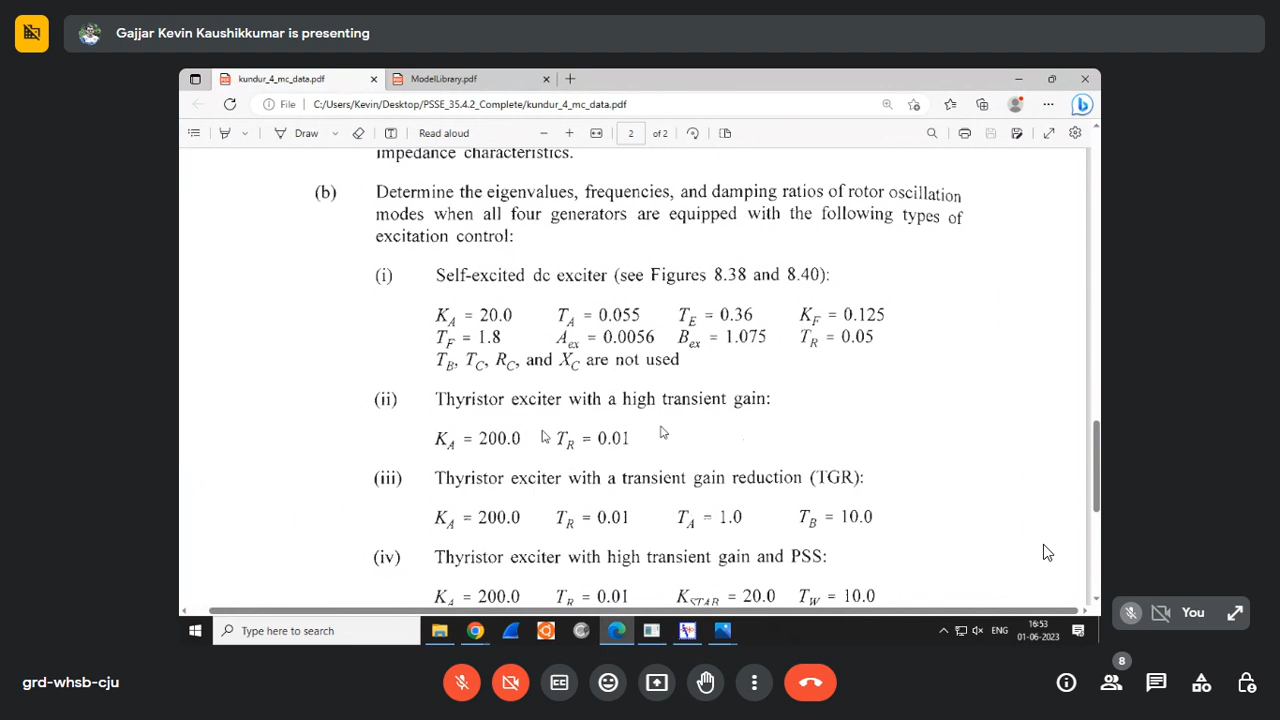 Gajjar Kevin Kaushikkumar is presenting
kundur_4_mc_data.pdf
ModelLibrary.pdf
File
C:/Users/Kevin/Desktop/PSSE_35.4.2_Complete/kundur_4_mc_data.pdf
Draw
Read aloud
2 of 2
impedance characteristics.
(b) Determine the eigenvalues, frequencies, and damping ratios of rotor oscillation
modes when all four generators are equipped with the following types of
excitation control:
(i) Self-excited dc exciter (see Figures 8.38 and 8.40):
K_A = 20.0 T_A = 0.055 T_E = 0.36 K_F = 0.125
T_F = 1.8 A_ex = 0.0056 B_ex = 1.075 T_R = 0.05
T_B, T_C, R_C, and X_C are not used
(ii) Thyristor exciter with a high transient gain:
K_A = 200.0 T_R = 0.01
(iii) Thyristor exciter with a transient gain reduction (TGR):
K_A = 200.0 T_R = 0.01 T_A = 1.0 T_B = 10.0
(iv) Thyristor exciter with high transient gain and PSS:
K_A = 200.0 T_R = 0.01 K_STAB = 20.0 T_W = 10.0
You
Type here to search
ENG
16:53
01-06-2023
grd-whsb-cju
8